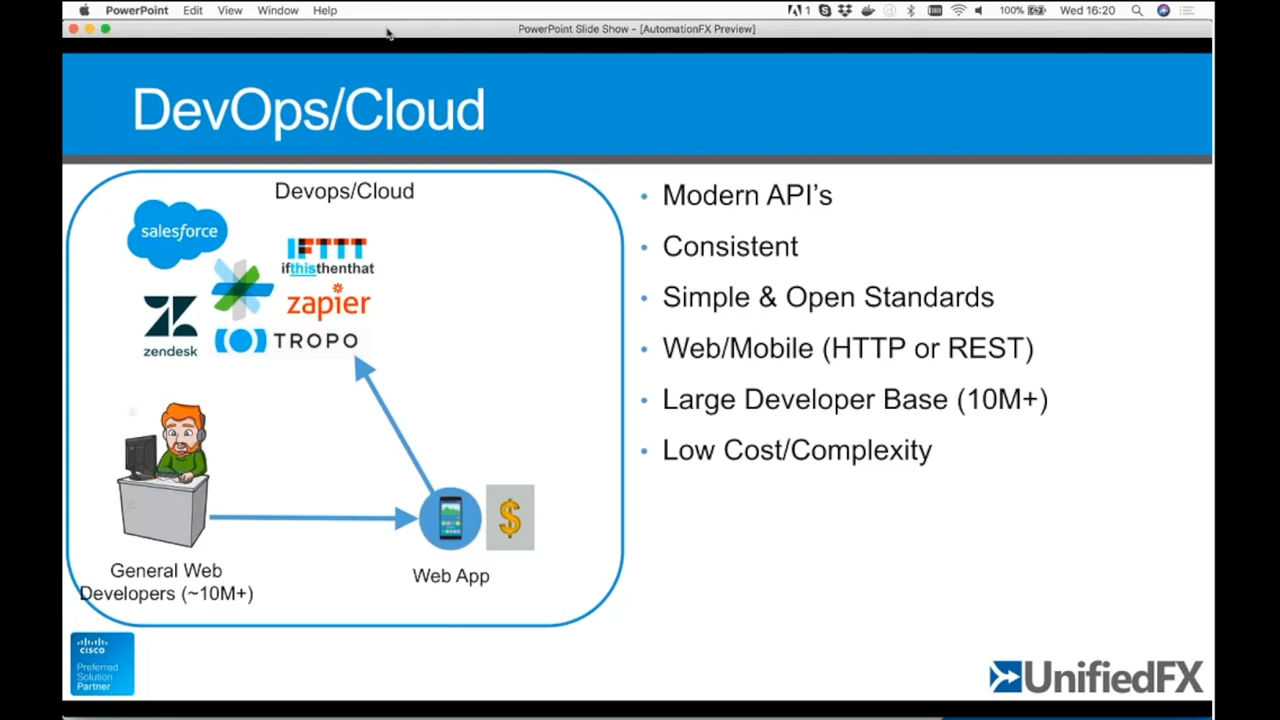 PowerPoint Edit View Window Help
1 100% Wed 16:20
PowerPoint Slide Show - [AutomationFX Preview]
DevOps/Cloud
Devops/Cloud
salesforce
IFTTT
ifthisthenthat
zapier
zendesk
TROPO
General Web
Developers (~10M+)
$
Web App
• Modern API's
• Consistent
• Simple & Open Standards
• Web/Mobile (HTTP or REST)
• Large Developer Base (10M+)
• Low Cost/Complexity
cisco
Preferred
Solution
Partner
UnifiedFX